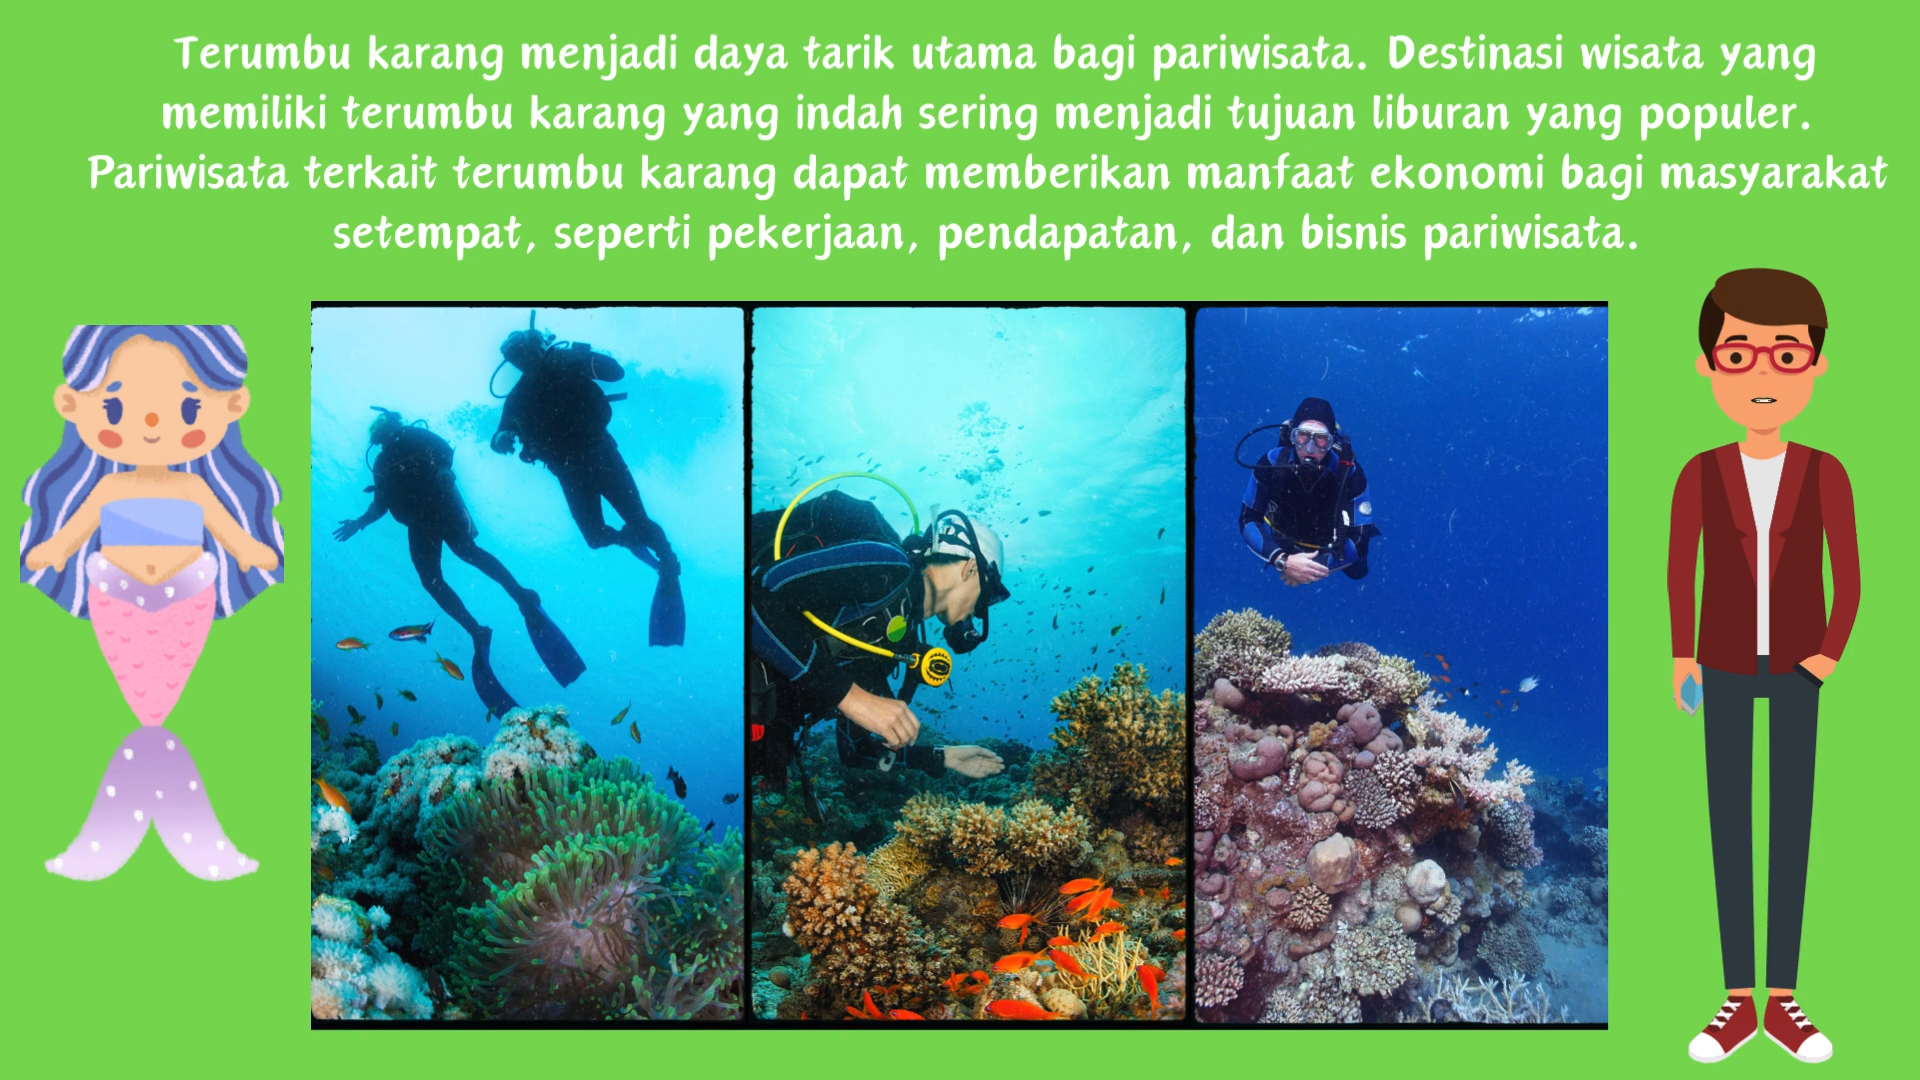 Terumbu karang menjadi daya tarik utama bagi pariwisata. Destinasi wisata yang
memiliki terumbu karang yang indah sering menjadi tujuan liburan yang populer.
Pariwisata terkait terumbu karang dapat memberikan manfaat ekonomi bagi masyarakat
setempat, seperti pekerjaan, pendapatan, dan bisnis pariwisata.